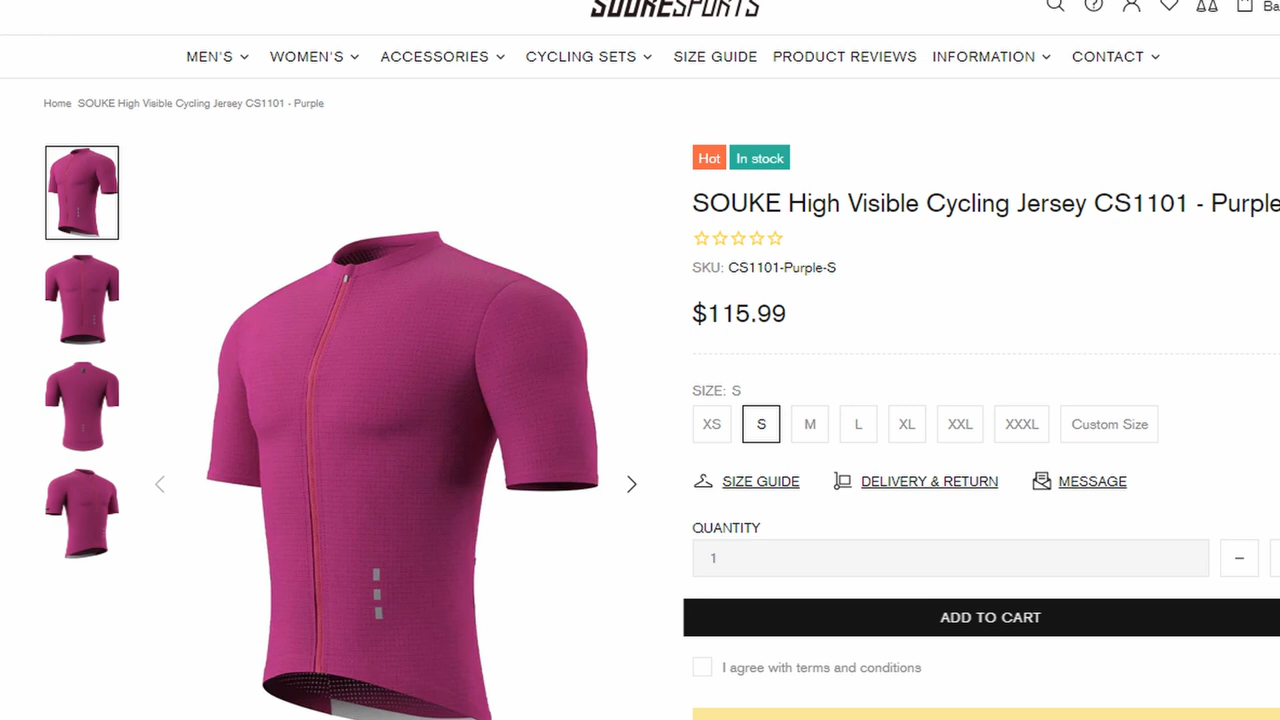 SOUKESPORTS
Ba
MEN'S WOMEN'S ACCESSORIES CYCLING SETS SIZE GUIDE PRODUCT REVIEWS INFORMATION CONTACT
Home SOUKE High Visible Cycling Jersey CS1101 - Purple
Hot In stock
SOUKE High Visible Cycling Jersey CS1101 - Purple
SKU: CS1101-Purple-S
$115.99
SIZE: S
XS S M L XL XXL XXXL Custom Size
SIZE GUIDE DELIVERY & RETURN MESSAGE
QUANTITY
1 −
ADD TO CART
I agree with terms and conditions